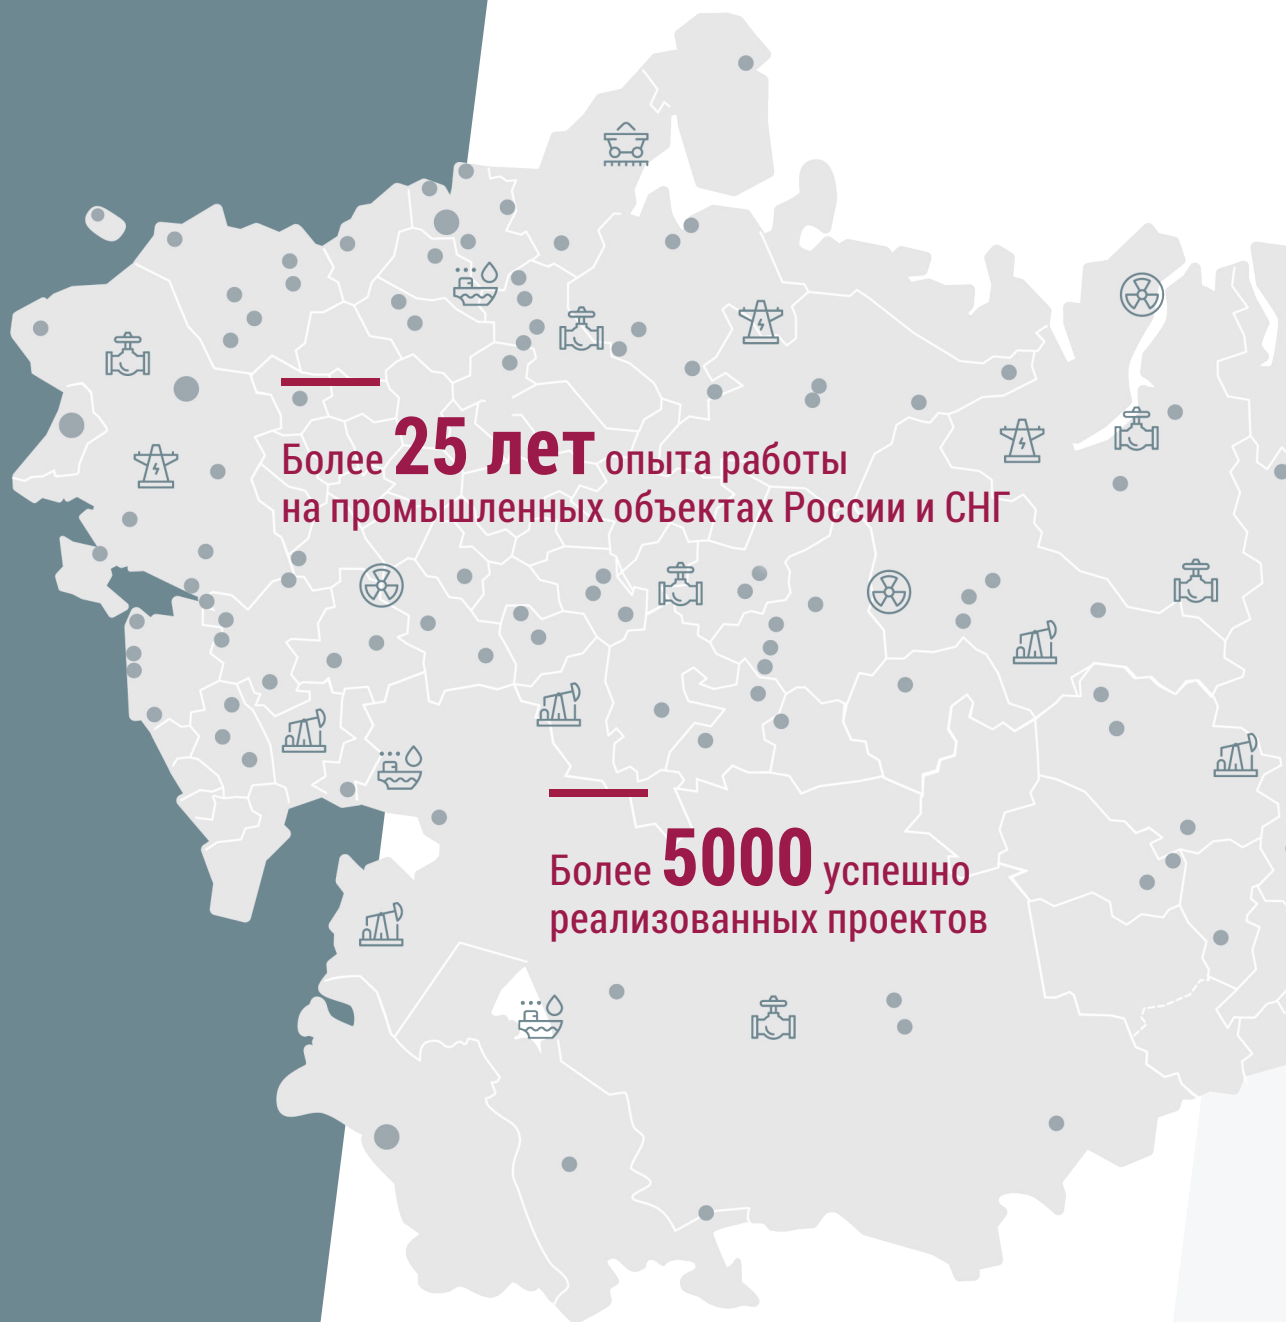 Более 25 лет опыта работы
на промышленных объектах России и СНГ
Более 5000 успешно
реализованных проектов